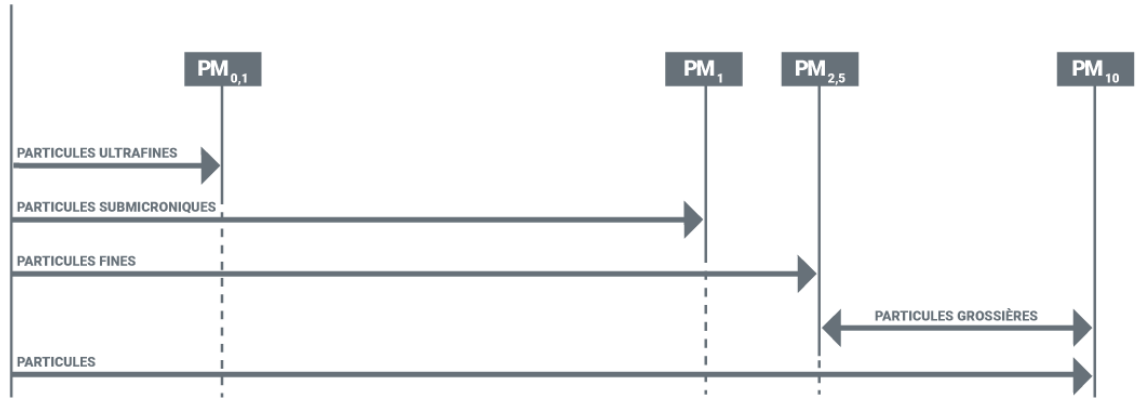 PM0,1
PM1
PM2,5
PM10
PARTICULES ULTRAFINES
PARTICULES SUBMICRONIQUES
PARTICULES FINES
PARTICULES GROSSIÈRES
PARTICULES